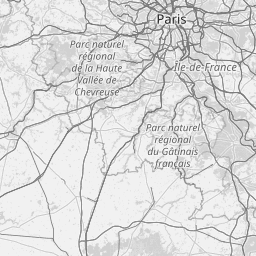 Paris
Parc naturel
régional
de la Haute
Vallée de
Chevreuse
Île-de-France
Parc naturel
régional
du Gâtinais
français